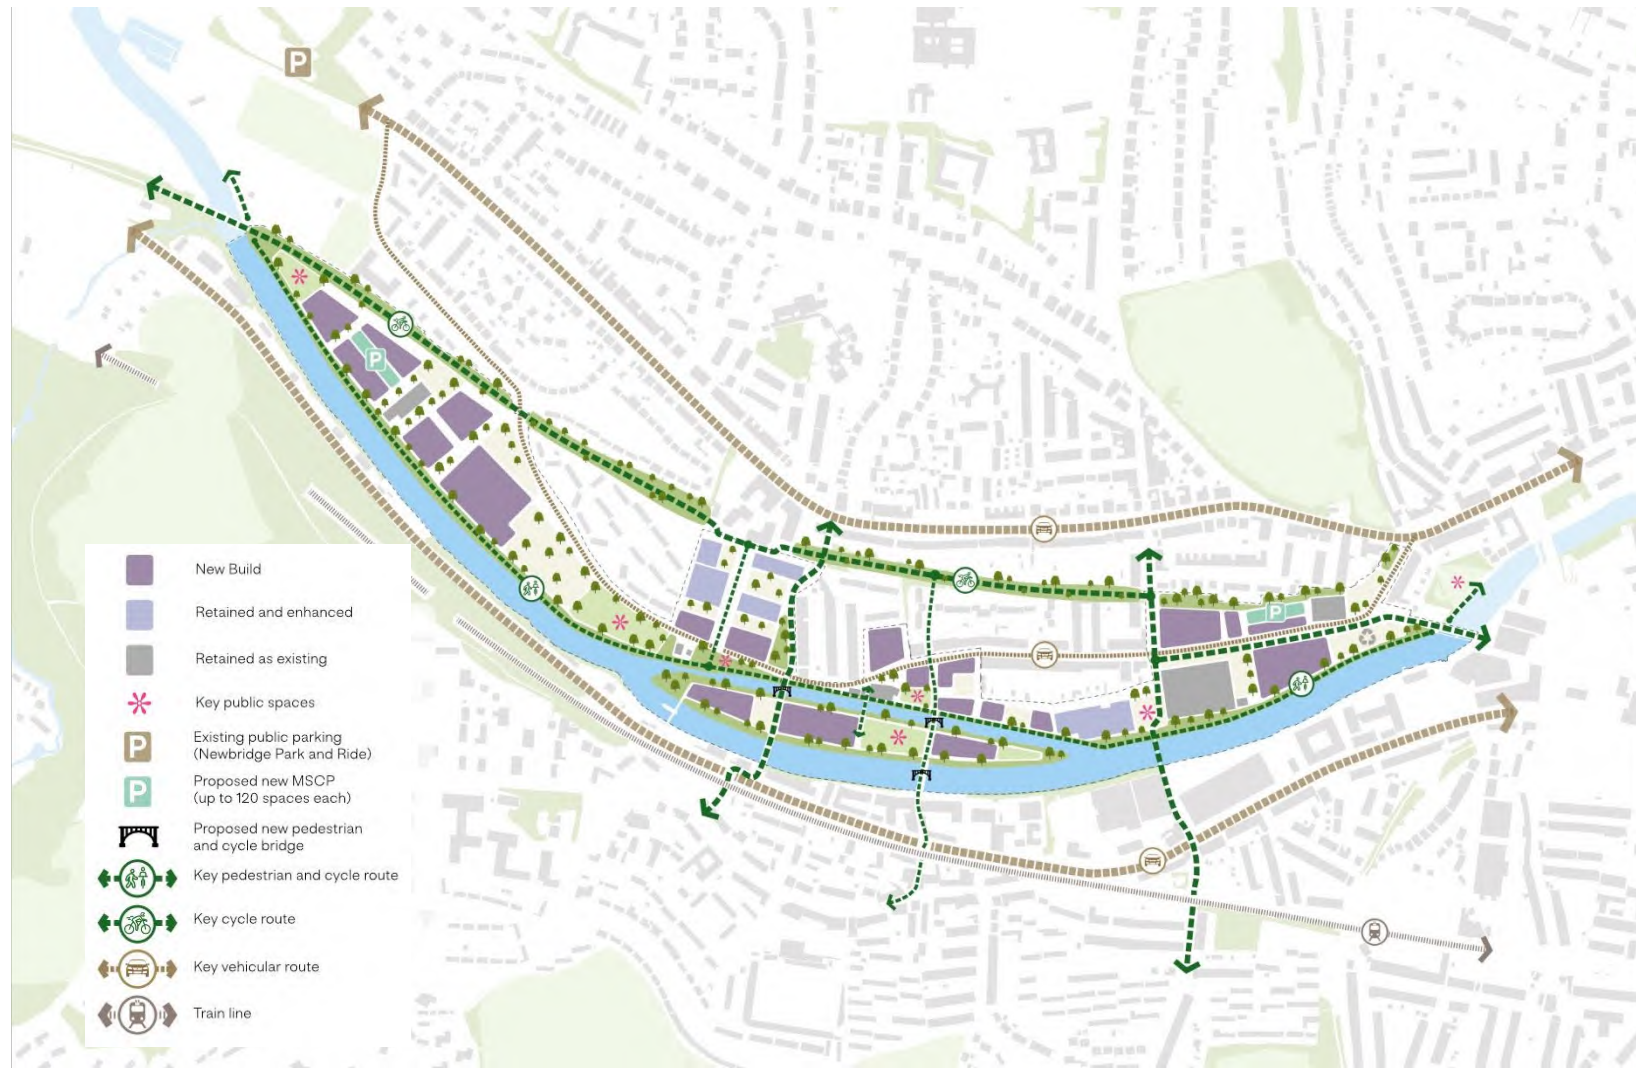 P
P
P
New Build
Retained and enhanced
Retained as existing
Key public spaces
P
Existing public parking
(Newbridge Park and Ride)
P
Proposed new MSCP
(up to 120 spaces each)
Proposed new pedestrian
and cycle bridge
Key pedestrian and cycle route
Key cycle route
Key vehicular route
Train line